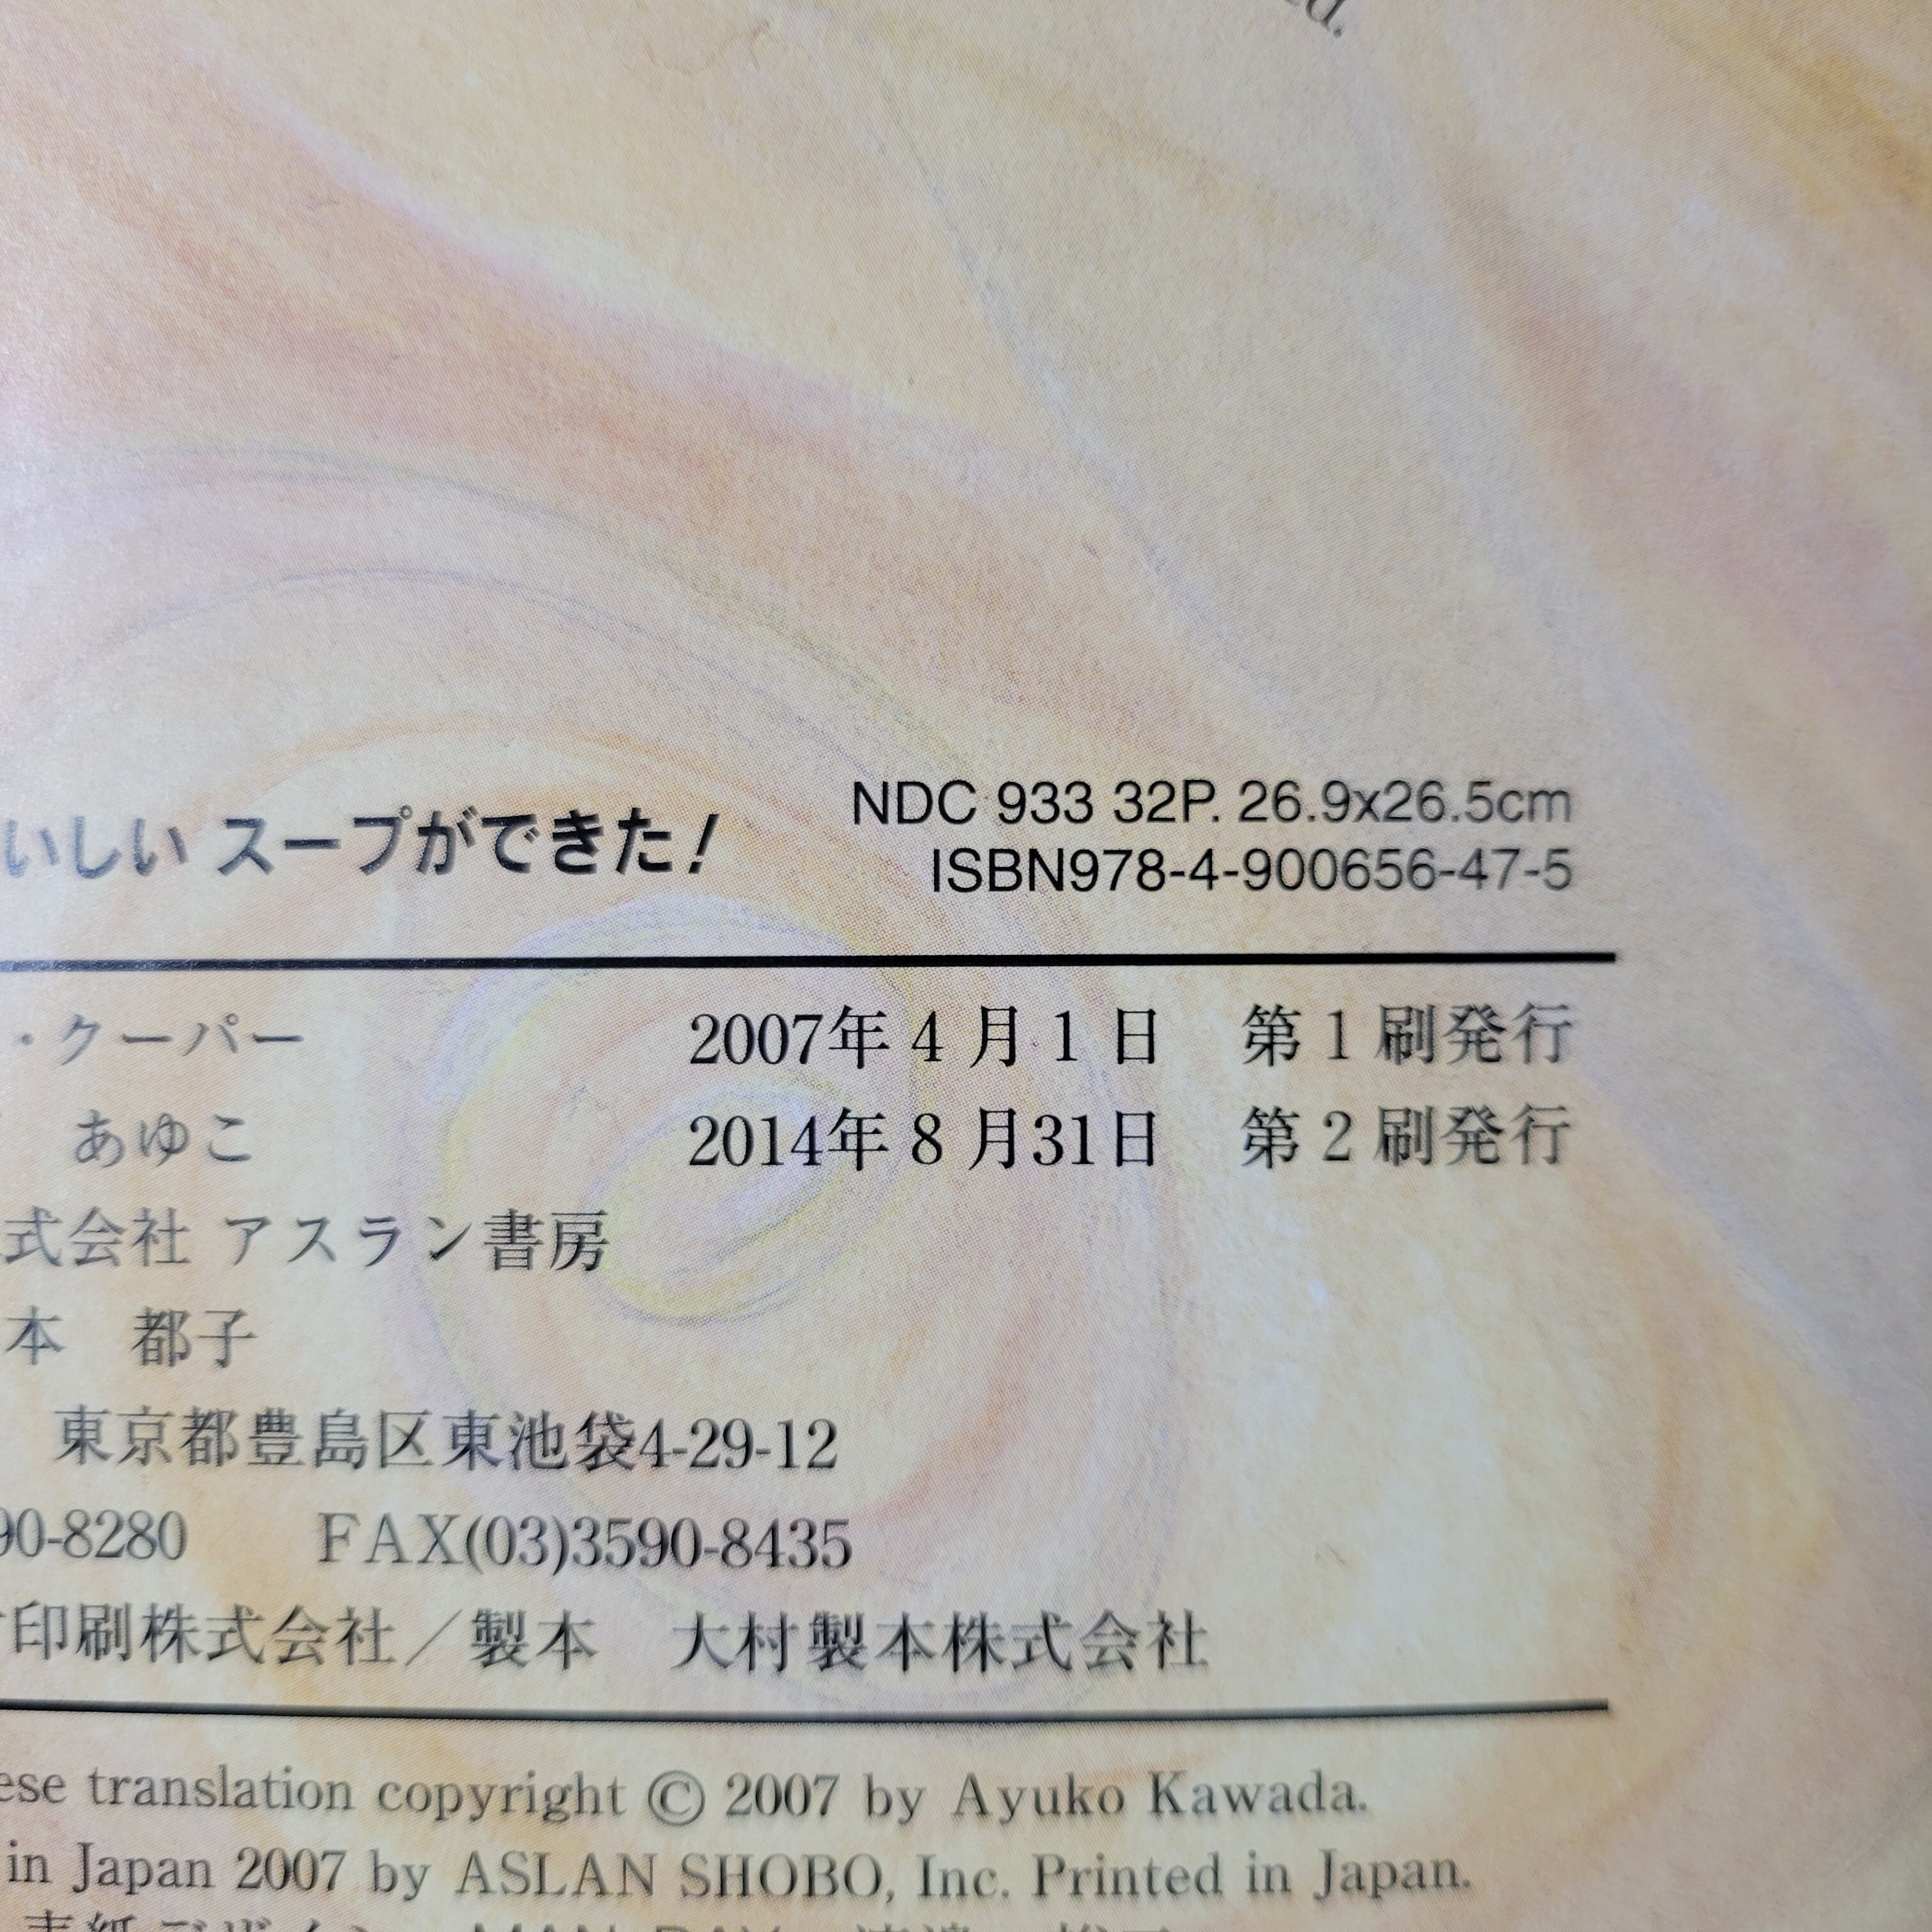 d.
いしい スープができた! NDC 933 32P. 26.9x26.5cm
ISBN978-4-900656-47-5
・クーパー 2007年4月1日 第1刷発行
あゆこ 2014年8月31日 第2刷発行
式会社 アスラン書房
本 都子
東京都豊島区東池袋4-29-12
90-8280 FAX(03)3590-8435
印刷株式会社／製本 大村製本株式会社
ese translation copyright © 2007 by Ayuko Kawada.
in Japan 2007 by ASLAN SHOBO, Inc. Printed in Japan.